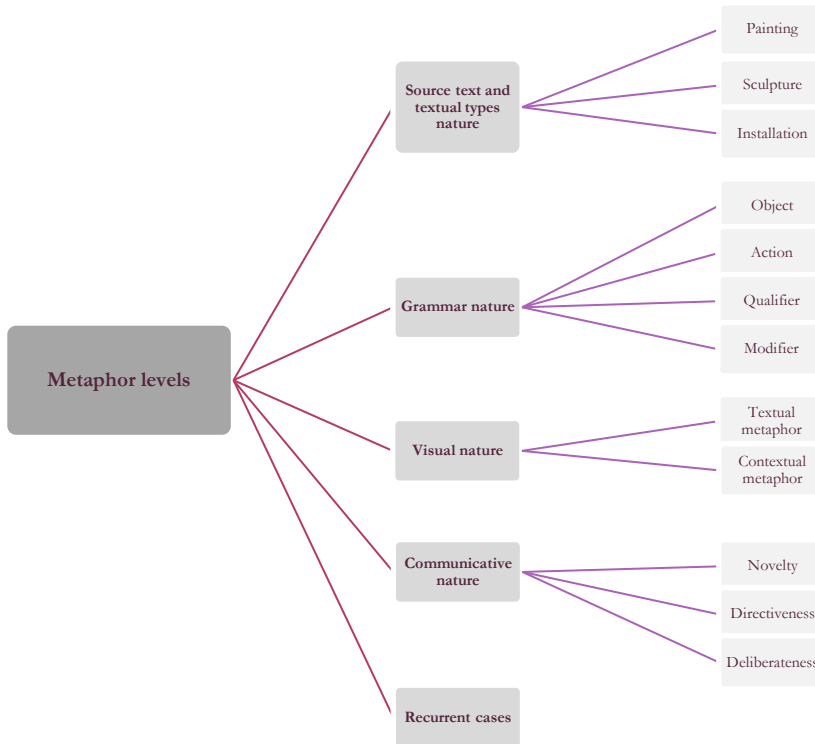 Metaphor levels
Source text and
textual types
nature
Painting
Sculpture
Installation
Grammar nature
Object
Action
Qualifier
Modifier
Visual nature
Textual
metaphor
Contextual
metaphor
Communicative
nature
Novelty
Directiveness
Deliberateness
Recurrent cases